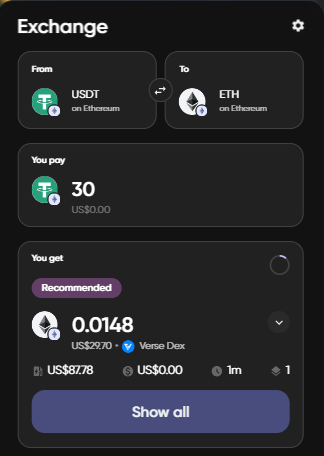 Exchange
From
To
USDT
on Ethereum
ETH
on Ethereum
You pay
30
US$0.00
You get
Recommended
0.0148
US$29.70 • Verse Dex
US$87.78 US$0.00 1m 1
Show all